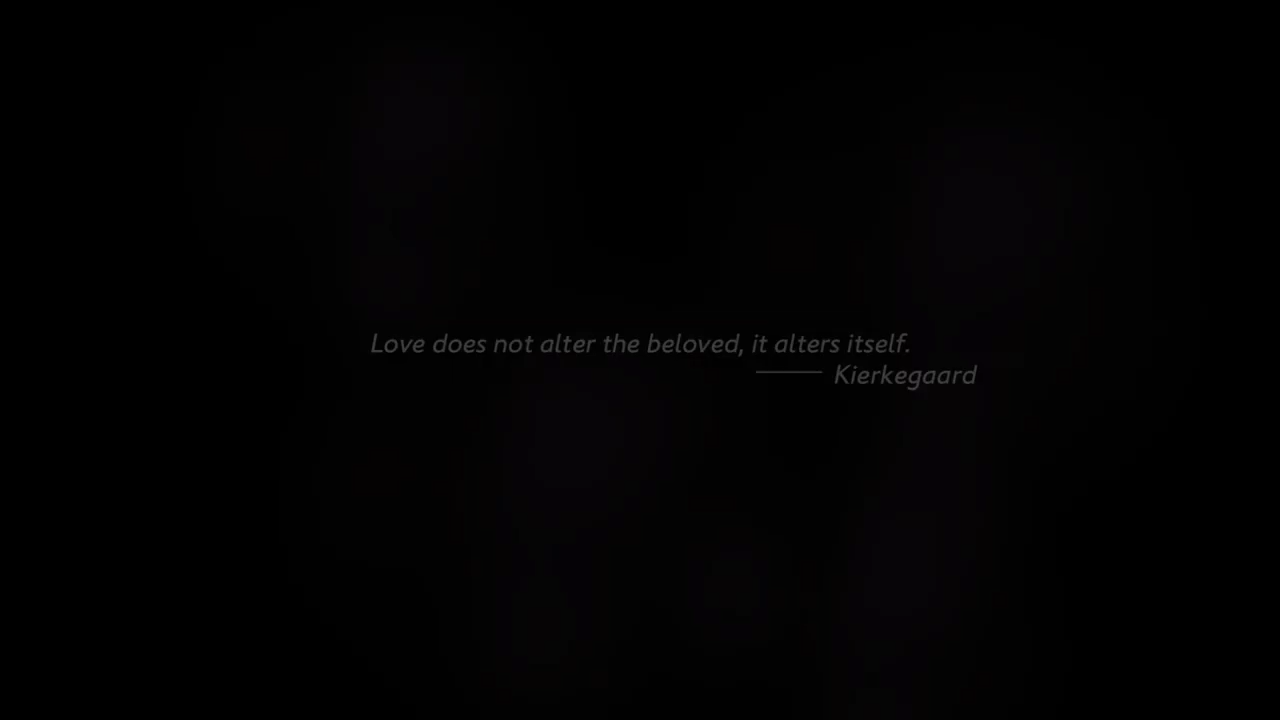 Love does not alter the beloved, it alters itself.
—— Kierkegaard